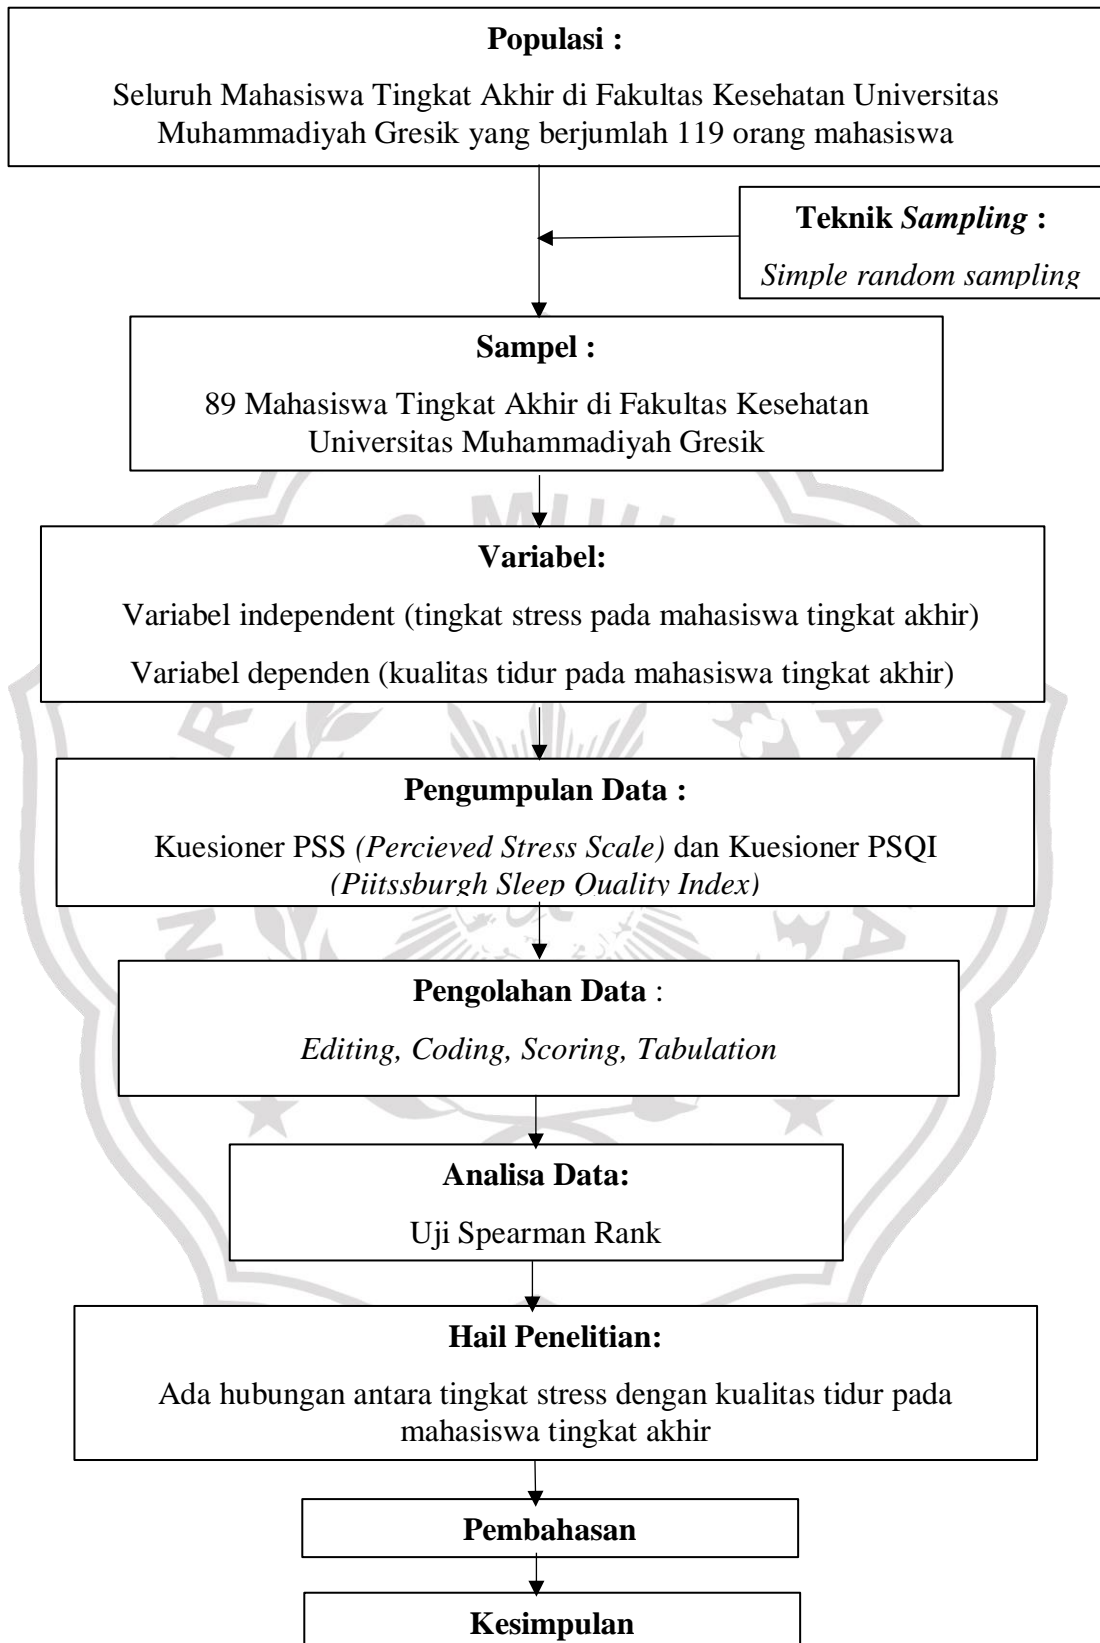 Populasi :
Seluruh Mahasiswa Tingkat Akhir di Fakultas Kesehatan Universitas
Muhammadiyah Gresik yang berjumlah 119 orang mahasiswa
Teknik Sampling :
Simple random sampling
Sampel :
89 Mahasiswa Tingkat Akhir di Fakultas Kesehatan
Universitas Muhammadiyah Gresik
Variabel:
Variabel independent (tingkat stress pada mahasiswa tingkat akhir)
Variabel dependen (kualitas tidur pada mahasiswa tingkat akhir)
Pengumpulan Data :
Kuesioner PSS (Percieved Stress Scale) dan Kuesioner PSQI
(Piitssburgh Sleep Quality Index)
Pengolahan Data :
Editing, Coding, Scoring, Tabulation
Analisa Data:
Uji Spearman Rank
Hail Penelitian:
Ada hubungan antara tingkat stress dengan kualitas tidur pada
mahasiswa tingkat akhir
Pembahasan
Kesimpulan